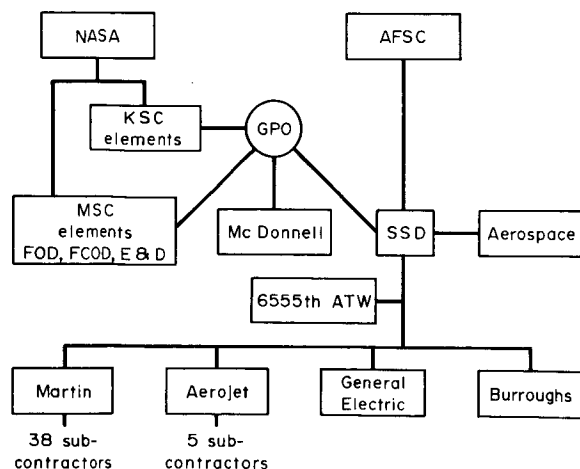 NASA
AFSC
KSC
elements
GPO
MSC
elements
FOD, FCOD, E & D
Mc Donnell
SSD
Aerospace
6555th ATW
Martin
AeroJet
General
Electric
Burroughs
38 sub-
contractors
5 sub-
contractors